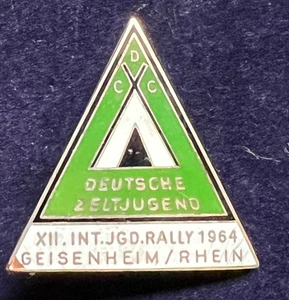 D
C C
DEUTSCHE
ZELTJUGEND
XII. INT. JGD. RALLY 1964
GEISENHEIM/RHEIN